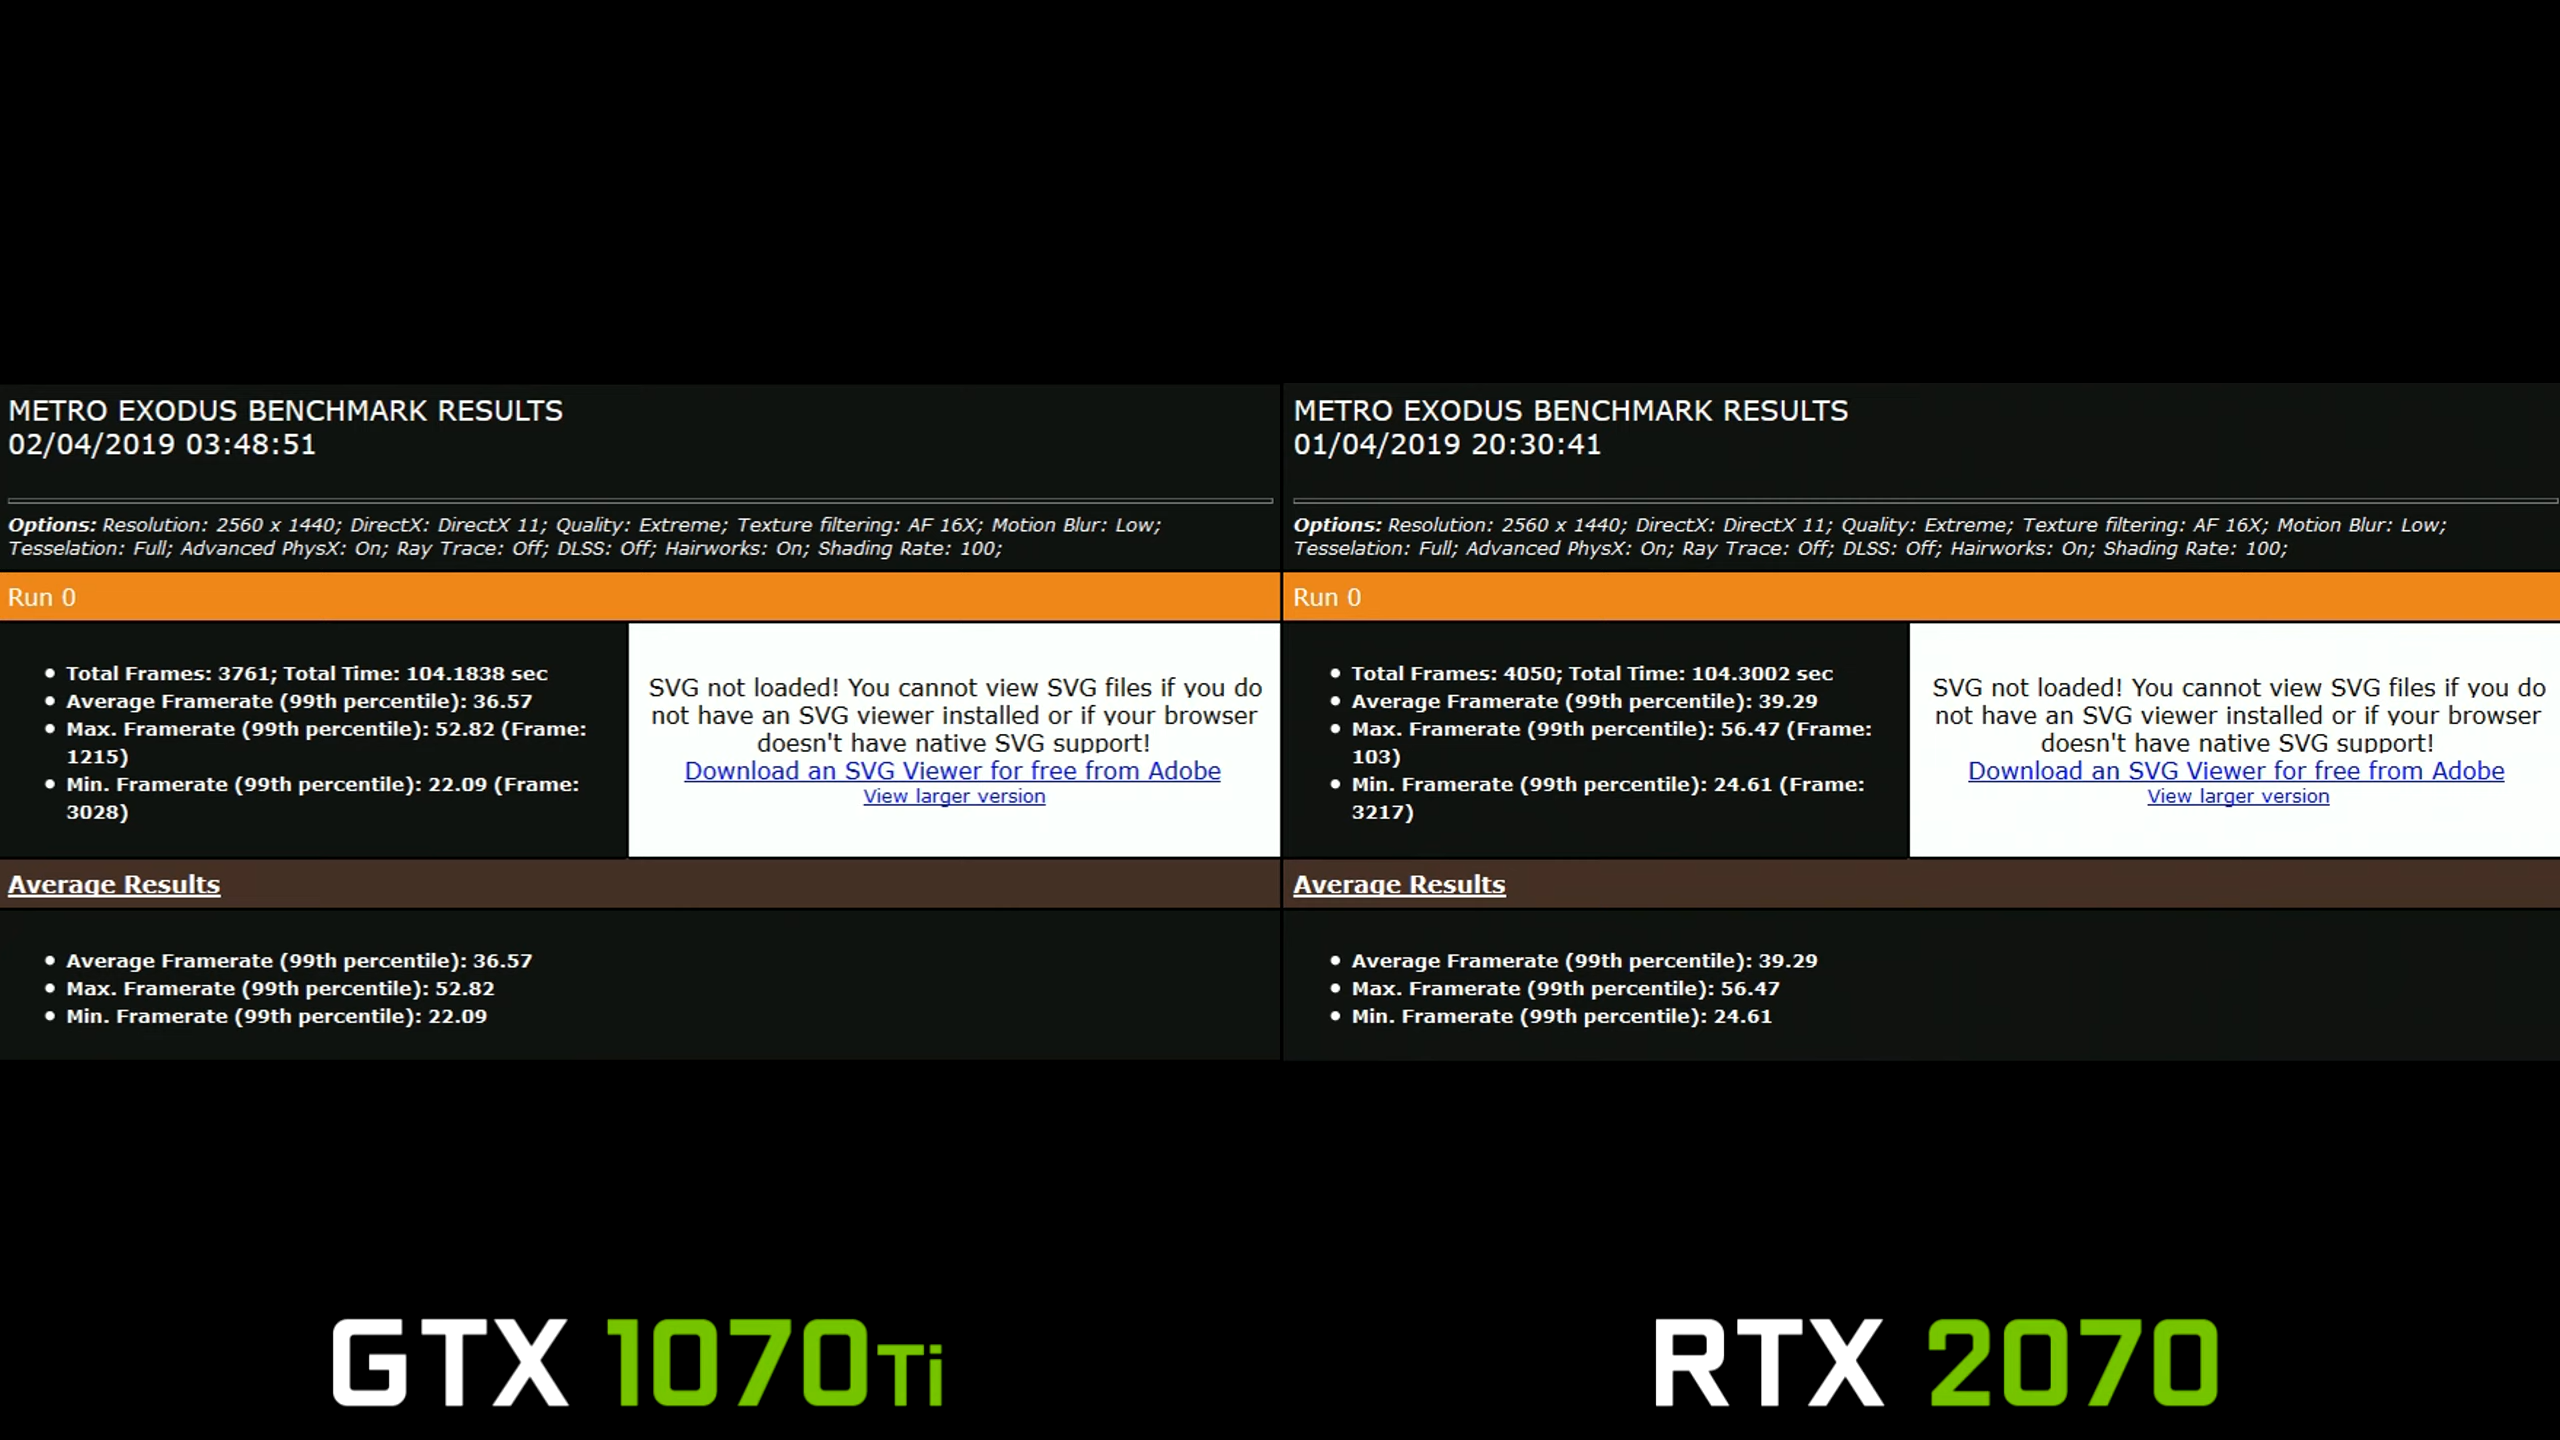 METRO EXODUS BENCHMARK RESULTS
02/04/2019 03:48:51
Options: Resolution: 2560 x 1440; DirectX: DirectX 11; Quality: Extreme; Texture filtering: AF 16X; Motion Blur: Low;
Tesselation: Full; Advanced PhysX: On; Ray Trace: Off; DLSS: Off; Hairworks: On; Shading Rate: 100;
Run 0
Total Frames: 3761; Total Time: 104.1838 sec
Average Framerate (99th percentile): 36.57
Max. Framerate (99th percentile): 52.82 (Frame:
1215)
Min. Framerate (99th percentile): 22.09 (Frame:
3028)
SVG not loaded! You cannot view SVG files if you do
not have an SVG viewer installed or if your browser
doesn't have native SVG support!
Download an SVG Viewer for free from Adobe
View larger version
Average Results
Average Framerate (99th percentile): 36.57
Max. Framerate (99th percentile): 52.82
Min. Framerate (99th percentile): 22.09
GTX 1070Ti
METRO EXODUS BENCHMARK RESULTS
01/04/2019 20:30:41
Options: Resolution: 2560 x 1440; DirectX: DirectX 11; Quality: Extreme; Texture filtering: AF 16X; Motion Blur: Low;
Tesselation: Full; Advanced PhysX: On; Ray Trace: Off; DLSS: Off; Hairworks: On; Shading Rate: 100;
Run 0
Total Frames: 4050; Total Time: 104.3002 sec
Average Framerate (99th percentile): 39.29
Max. Framerate (99th percentile): 56.47 (Frame:
103)
Min. Framerate (99th percentile): 24.61 (Frame:
3217)
SVG not loaded! You cannot view SVG files if you do
not have an SVG viewer installed or if your browser
doesn't have native SVG support!
Download an SVG Viewer for free from Adobe
View larger version
Average Results
Average Framerate (99th percentile): 39.29
Max. Framerate (99th percentile): 56.47
Min. Framerate (99th percentile): 24.61
RTX 2070